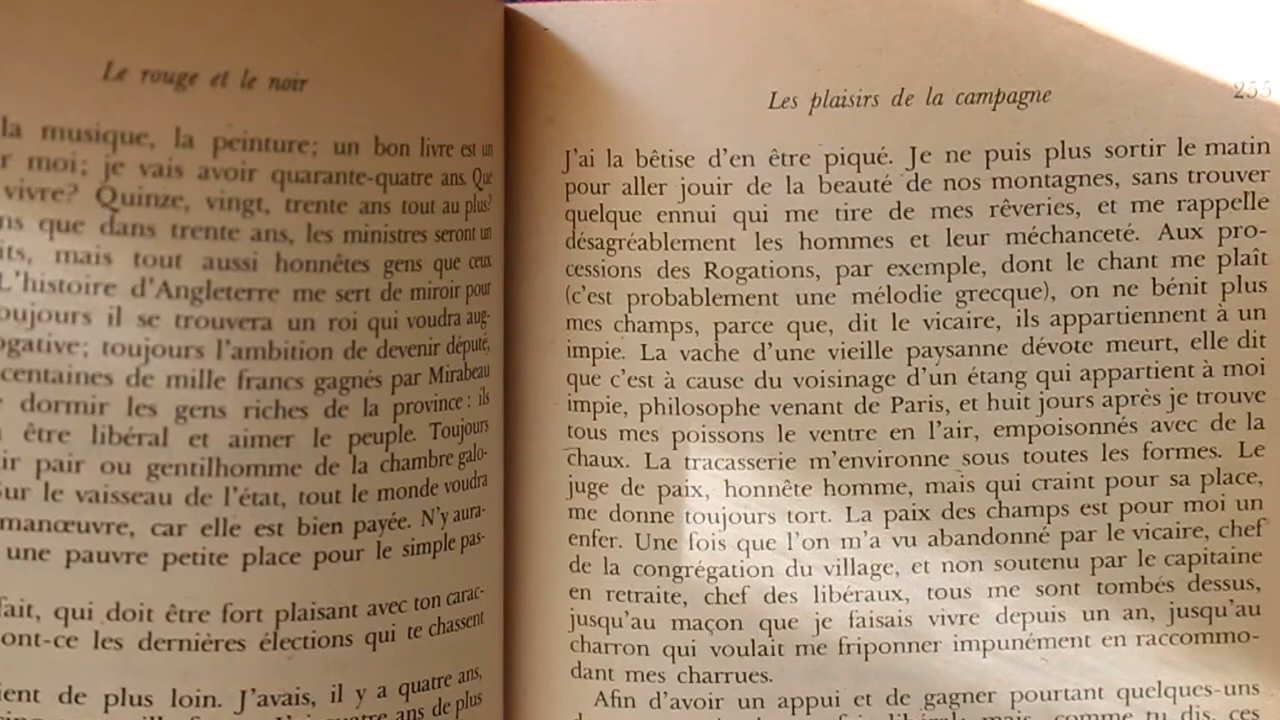 Le rouge et le noir
la musique, la peinture; un bon livre est un
r moi; je vais avoir quarante-quatre ans. Que
vivre? Quinze, vingt, trente ans tout au plus?
ns que dans trente ans, les ministres seront un
its, mais tout aussi honnêtes gens que ceux
L'histoire d'Angleterre me sert de miroir pour
oujours il se trouvera un roi qui voudra aug-
ogative; toujours l'ambition de devenir député,
centaines de mille francs gagnés par Mirabeau
dormir les gens riches de la province: ils
être libéral et aimer le peuple. Toujours
ir pair ou gentilhomme de la chambre galo-
Sur le vaisseau de l'état, tout le monde voudra
manœuvre, car elle est bien payée. N'y aura-
une pauvre petite place pour le simple pas-
fait, qui doit être fort plaisant avec ton carac-
ont-ce les dernières élections qui te chassent
ient de plus loin. J'avais, il y a quatre ans,
quatre ans de plus
Les plaisirs de la campagne 255
J'ai la bêtise d'en être piqué. Je ne puis plus sortir le matin
pour aller jouir de la beauté de nos montagnes, sans trouver
quelque ennui qui me tire de mes rêveries, et me rappelle
désagréablement les hommes et leur méchanceté. Aux pro-
cessions des Rogations, par exemple, dont le chant me plaît
(c'est probablement une mélodie grecque), on ne bénit plus
mes champs, parce que, dit le vicaire, ils appartiennent à un
impie. La vache d'une vieille paysanne dévote meurt, elle dit
que c'est à cause du voisinage d'un étang qui appartient à moi
impie, philosophe venant de Paris, et huit jours après je trouve
tous mes poissons le ventre en l'air, empoisonnés avec de la
chaux. La tracasserie m'environne sous toutes les formes. Le
juge de paix, honnête homme, mais qui craint pour sa place,
me donne toujours tort. La paix des champs est pour moi un
enfer. Une fois que l'on m'a vu abandonné par le vicaire, chef
de la congrégation du village, et non soutenu par le capitaine
en retraite, chef des libéraux, tous me sont tombés dessus,
jusqu'au maçon que je faisais vivre depuis un an, jusqu'au
charron qui voulait me friponner impunément en raccommo-
dant mes charrues.
Afin d'avoir un appui et de gagner pourtant quelques-uns
libéral; mais, comme tu dis, ces